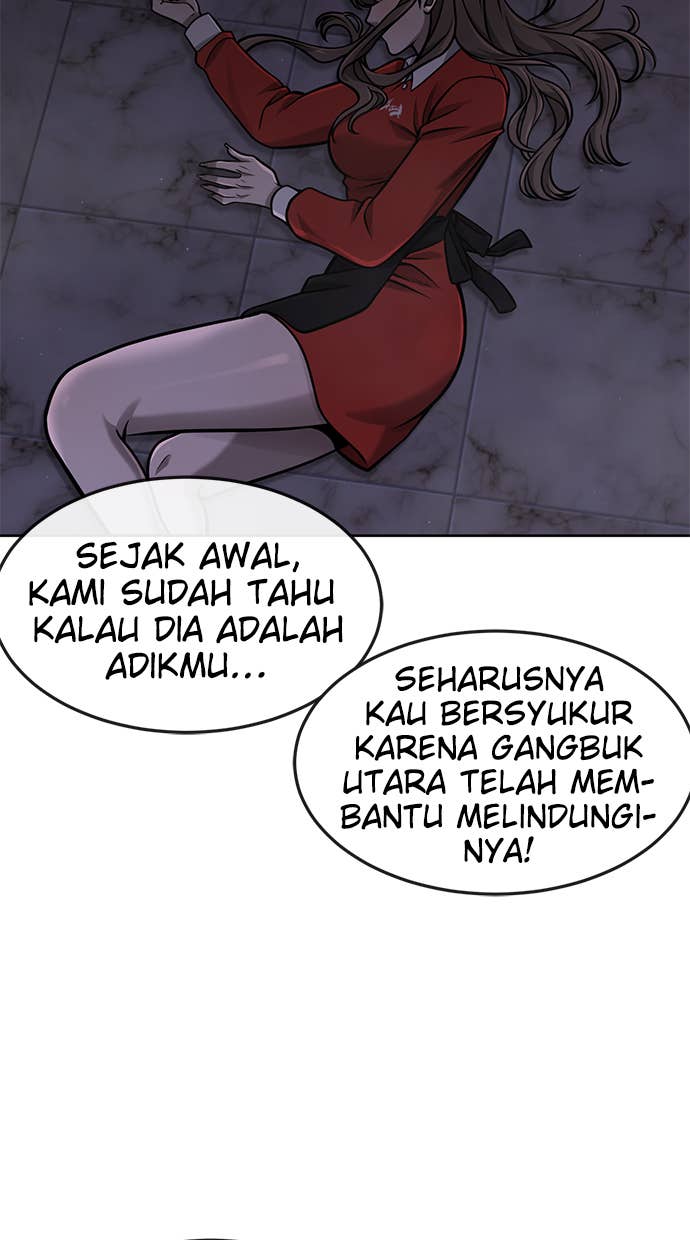 SEJAK AWAL,
KAMI SUDAH TAHU
KALAU DIA ADALAH
ADIKMU...
SEHARUSNYA
KAU BERSYUKUR
KARENA GANGBUK
UTARA TELAH MEM-
BANTU MELINDUNGI-
NYA!